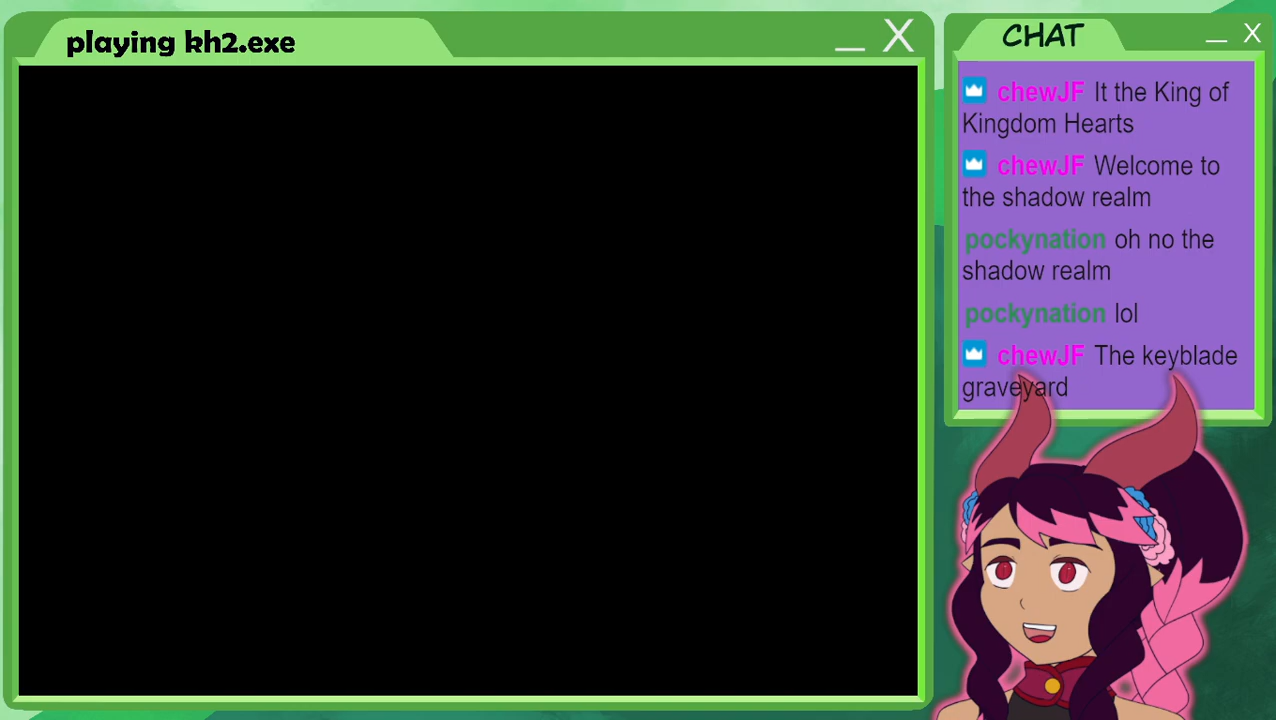 playing kh2.exe
CHAT
chewJF It the King of
Kingdom Hearts
chewJF Welcome to
the shadow realm
pockynation oh no the
shadow realm
pockynation lol
chewJF The keyblade
graveyard